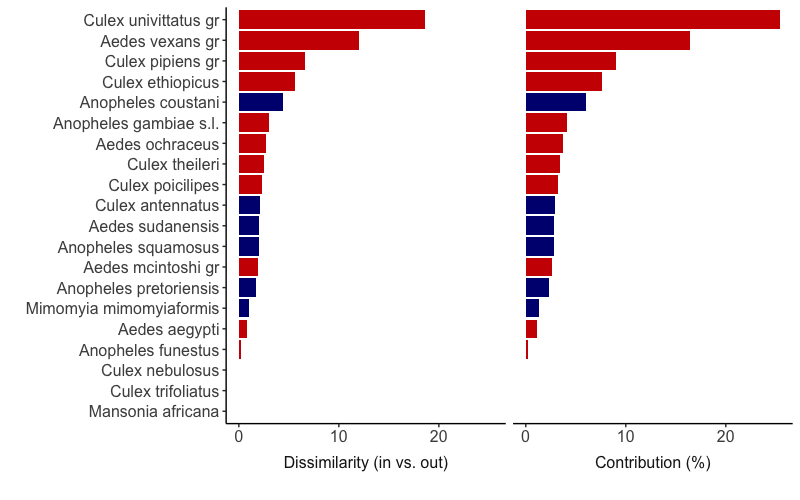 Culex univittatus gr
Aedes vexans gr
Culex pipiens gr
Culex ethiopicus
Anopheles coustani
Anopheles gambiae s.l.
Aedes ochraceus
Culex theileri
Culex poicilipes
Culex antennatus
Aedes sudanensis
Anopheles squamosus
Aedes mcintoshi gr
Anopheles pretoriensis
Mimomyia mimomyiaformis
Aedes aegypti
Anopheles funestus
Culex nebulosus
Culex trifoliatus
Mansonia africana
0 10 20 0 10 20
Dissimilarity (in vs. out) Contribution (%)